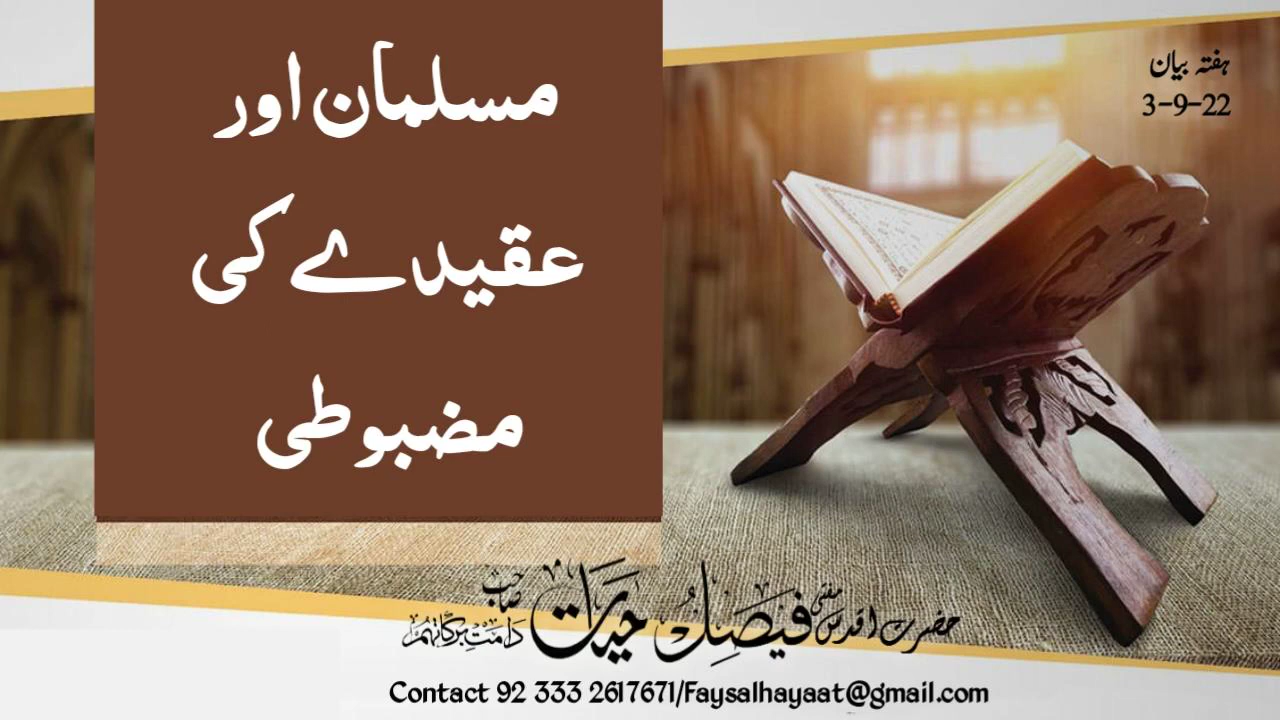 مسلمان اور
عقیدے کی
مضبوطی
ہفتہ بیان
3-9-22
حضرت اقدس مفتی فیصل حیات صاحب دامت برکاتہم
Contact 92 333 2617671/Faysalhayaat@gmail.com